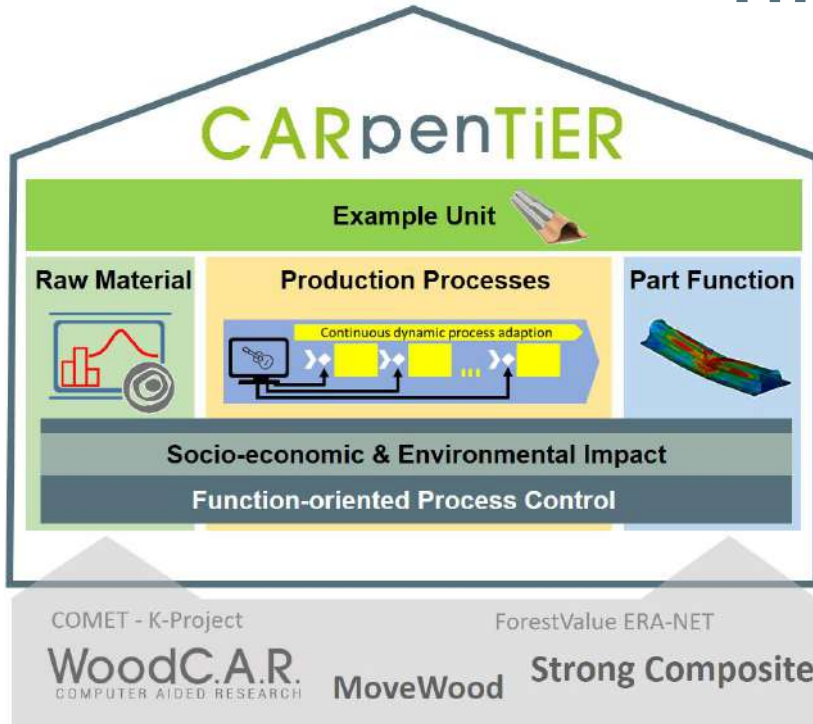 CARpenTiER
Example Unit
Raw Material
Production Processes
Part Function
Continuous dynamic process adaption
...
Socio-economic & Environmental Impact
Function-oriented Process Control
COMET - K-Project
ForestValue ERA-NET
WoodC.A.R.
COMPUTER AIDED RESEARCH
MoveWood
Strong Composite